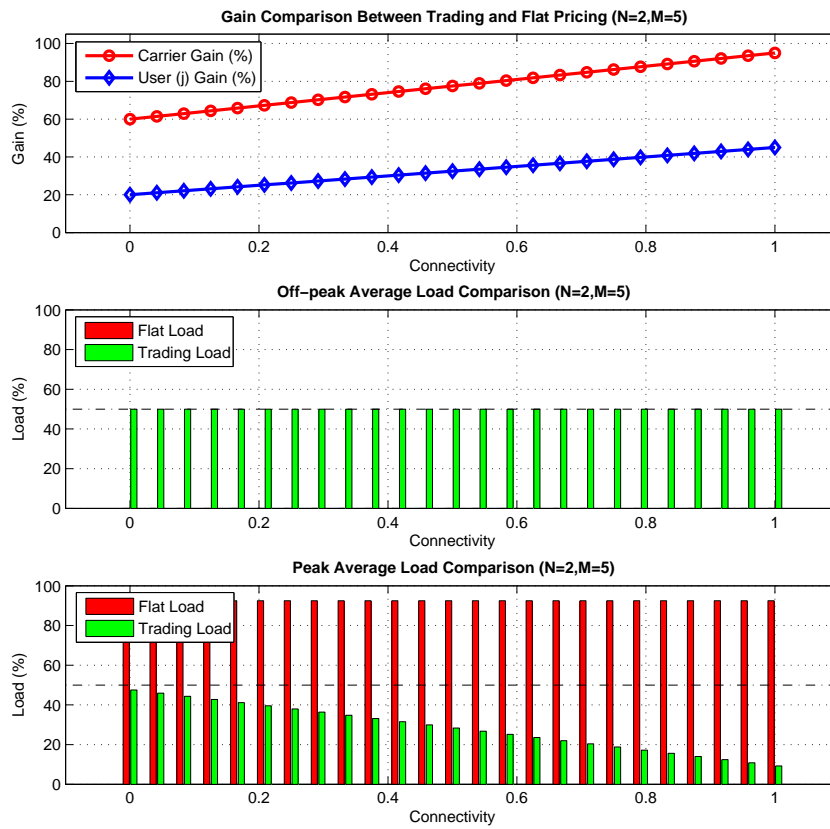 Gain Comparison Between Trading and Flat Pricing (N=2,M=5)
100
80
60
40
20
0
Gain (%)
Carrier Gain (%)
User (j) Gain (%)
0 0.2 0.4 0.6 0.8 1
Connectivity
Off−peak Average Load Comparison (N=2,M=5)
100
80
60
40
20
0
Load (%)
Flat Load
Trading Load
0 0.2 0.4 0.6 0.8 1
Connectivity
Peak Average Load Comparison (N=2,M=5)
100
80
60
40
20
0
Load (%)
Flat Load
Trading Load
0 0.2 0.4 0.6 0.8 1
Connectivity